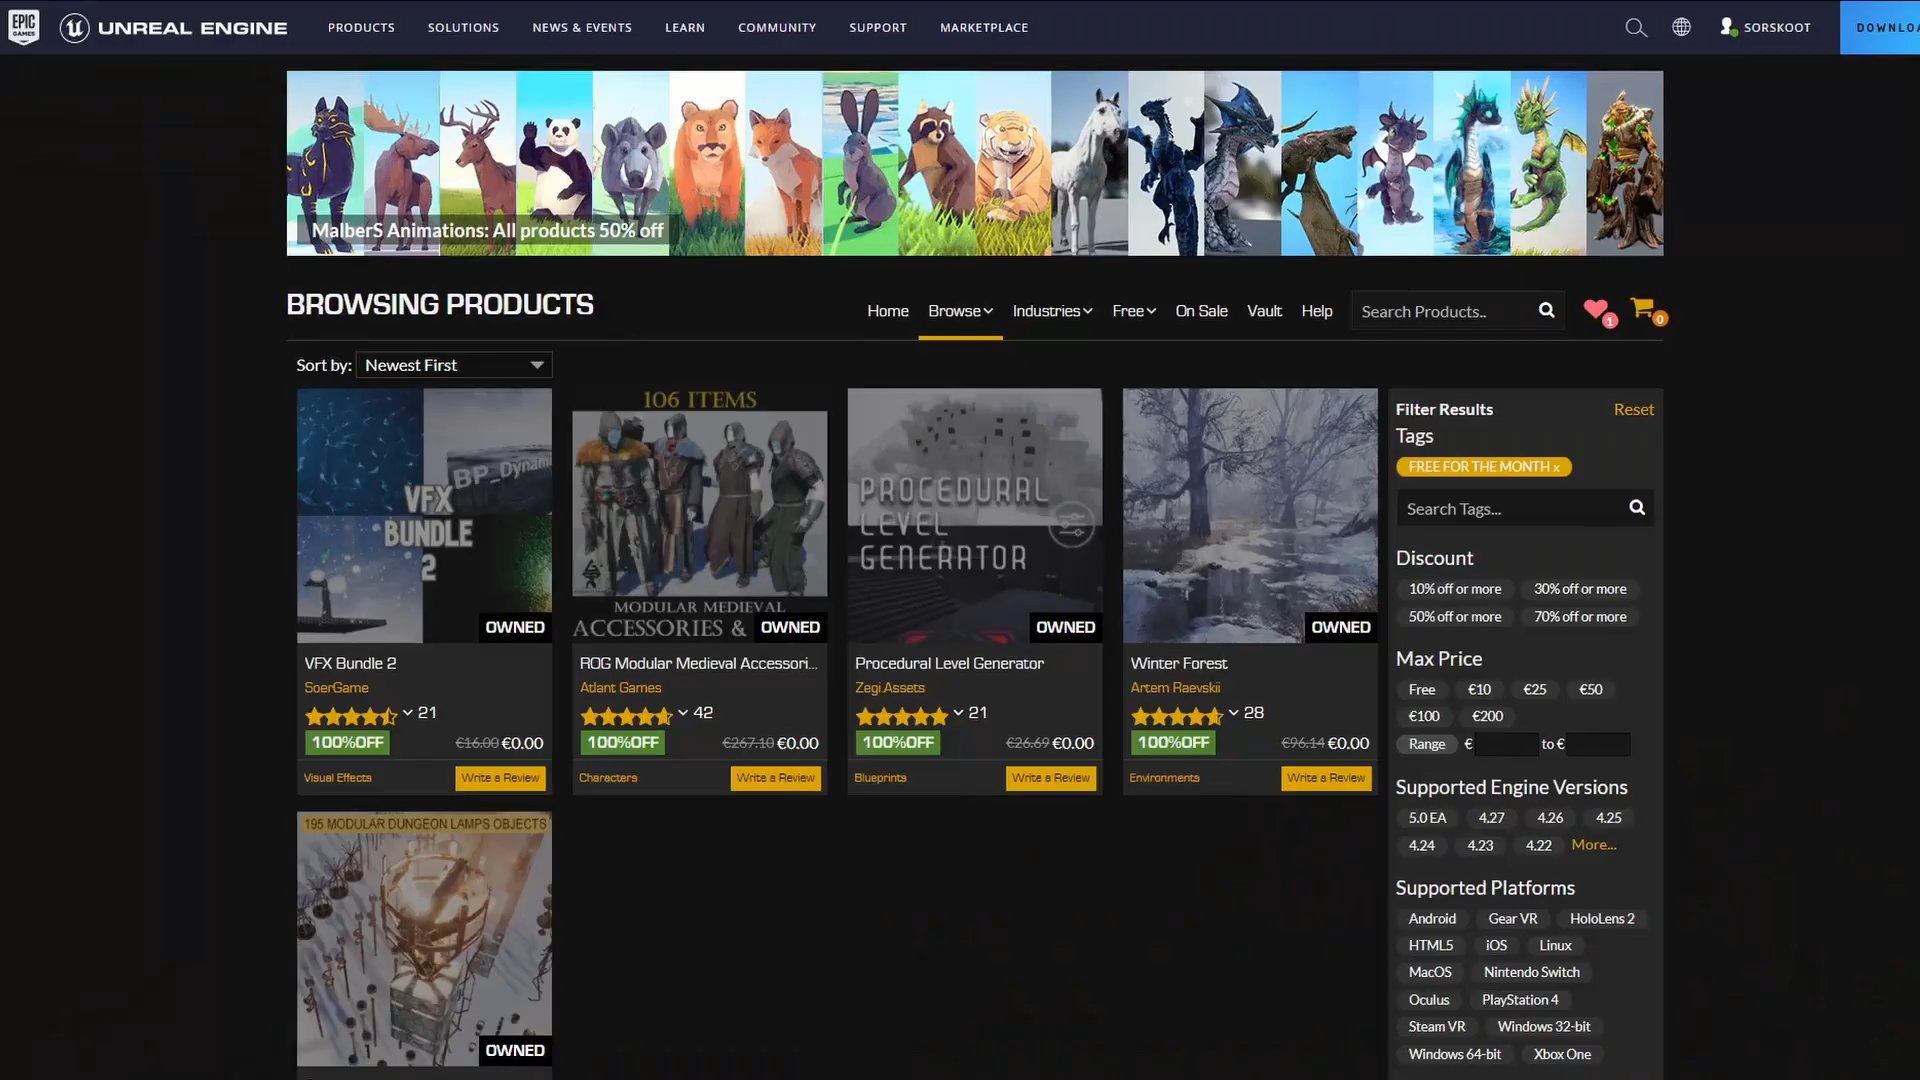 EPIC GAMES
UNREAL ENGINE
PRODUCTS
SOLUTIONS
NEWS & EVENTS
LEARN
COMMUNITY
SUPPORT
MARKETPLACE
SORSKOOT
DOWNLOA
MalberS Animations: All products 50% off
BROWSING PRODUCTS
Home
Browse
Industries
Free
On Sale
Vault
Help
Search Products..
1
0
Sort by:
Newest First
BP_Dynam
VFX
BUNDLE
2
OWNED
VFX Bundle 2
SoerGame
21
100%OFF
€16.00 €0.00
Visual Effects
Write a Review
106 ITEMS
MODULAR MEDIEVAL
ACCESSORIES &
OWNED
ROG Modular Medieval Accessori...
Atlant Games
42
100%OFF
€267.10 €0.00
Characters
Write a Review
PROCEDURAL
LEVEL
GENERATOR
OWNED
Procedural Level Generator
Zegi.Assets
21
100%OFF
€26.69 €0.00
Blueprints
Write a Review
OWNED
Winter Forest
Artem Raevskii
28
100%OFF
€96.14 €0.00
Environments
Write a Review
195 MODULAR DUNGEON LAMPS OBJECTS
OWNED
Filter Results
Reset
Tags
FREE FOR THE MONTH x
Search Tags...
Discount
10% off or more 30% off or more
50% off or more 70% off or more
Max Price
Free €10 €25 €50
€100 €200
Range € to €
Supported Engine Versions
5.0 EA 4.27 4.26 4.25
4.24 4.23 4.22 More...
Supported Platforms
Android Gear VR HoloLens 2
HTML5 iOS Linux
MacOS Nintendo Switch
Oculus PlayStation 4
Steam VR Windows 32-bit
Windows 64-bit Xbox One